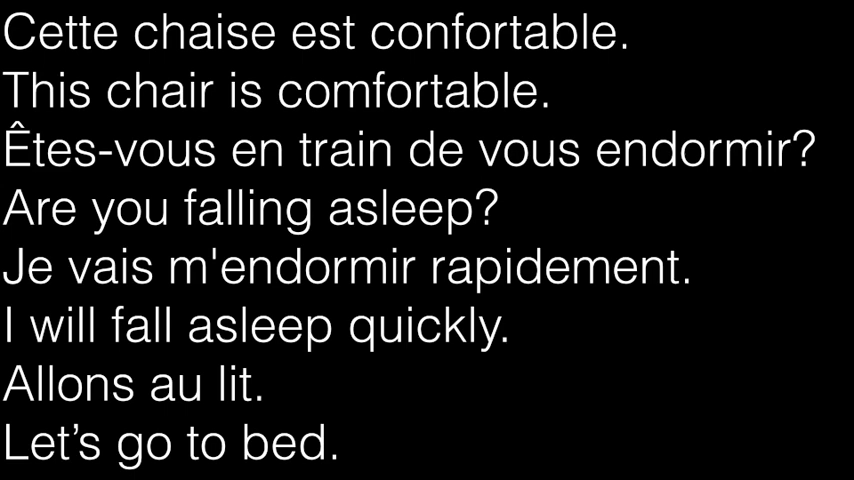 Cette chaise est confortable.
This chair is comfortable.
Êtes-vous en train de vous endormir?
Are you falling asleep?
Je vais m'endormir rapidement.
I will fall asleep quickly.
Allons au lit.
Let’s go to bed.